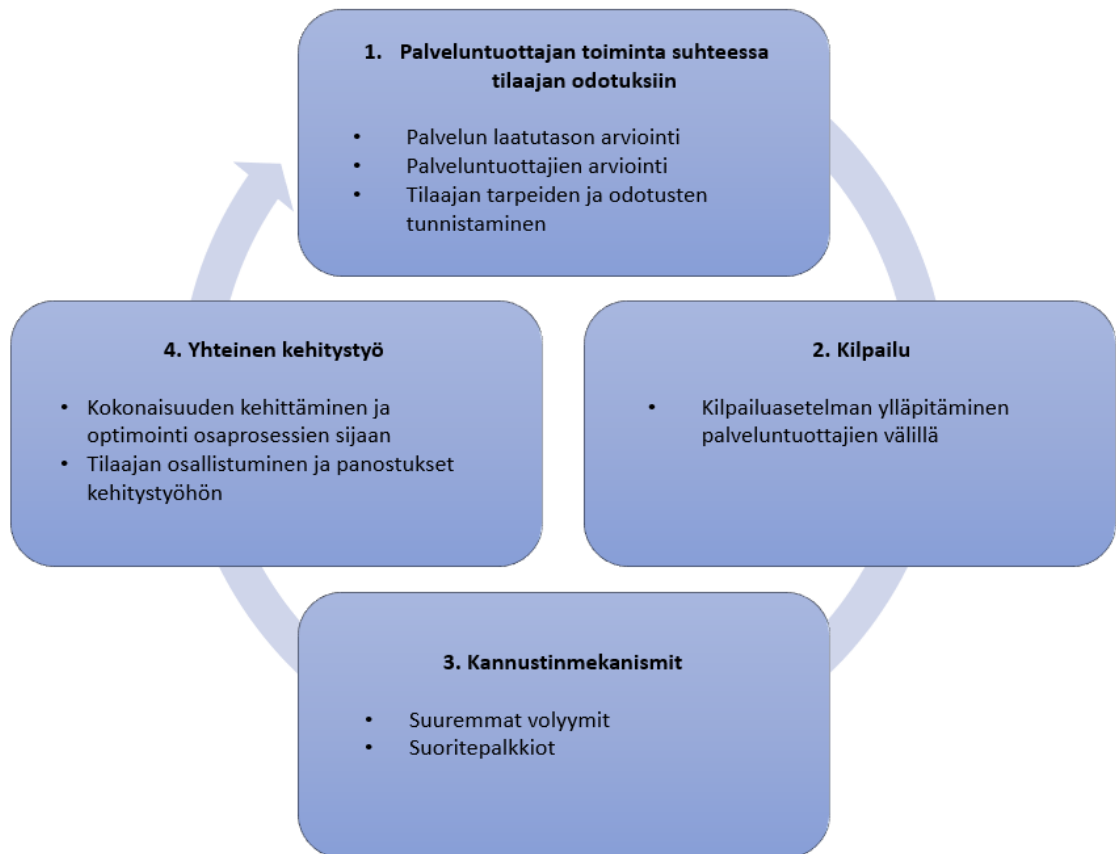 1. Palveluntuottajan toiminta suhteessa
tilaajan odotuksiin
• Palvelun laatutason arviointi
• Palveluntuottajien arviointi
• Tilaajan tarpeiden ja odotusten
tunnistaminen
2. Kilpailu
• Kilpailuasetelman ylläpitäminen
palveluntuottajien välillä
3. Kannustinmekanismit
• Suuremmat volyymit
• Suoritepalkkiot
4. Yhteinen kehitystyö
• Kokonaisuuden kehittäminen ja
optimointi osaprosessien sijaan
• Tilaajan osallistuminen ja panostukset
kehitystyöhön